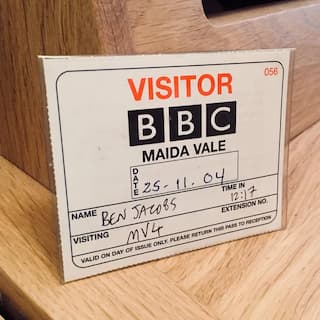 056
VISITOR
BBC
MAIDA VALE
DATE 25-11.04
TIME IN
12:17
NAME BEN JACOBS
EXTENSION NO.
VISITING MV4
VALID ON DAY OF ISSUE ONLY. PLEASE RETURN THIS PASS TO RECEPTION